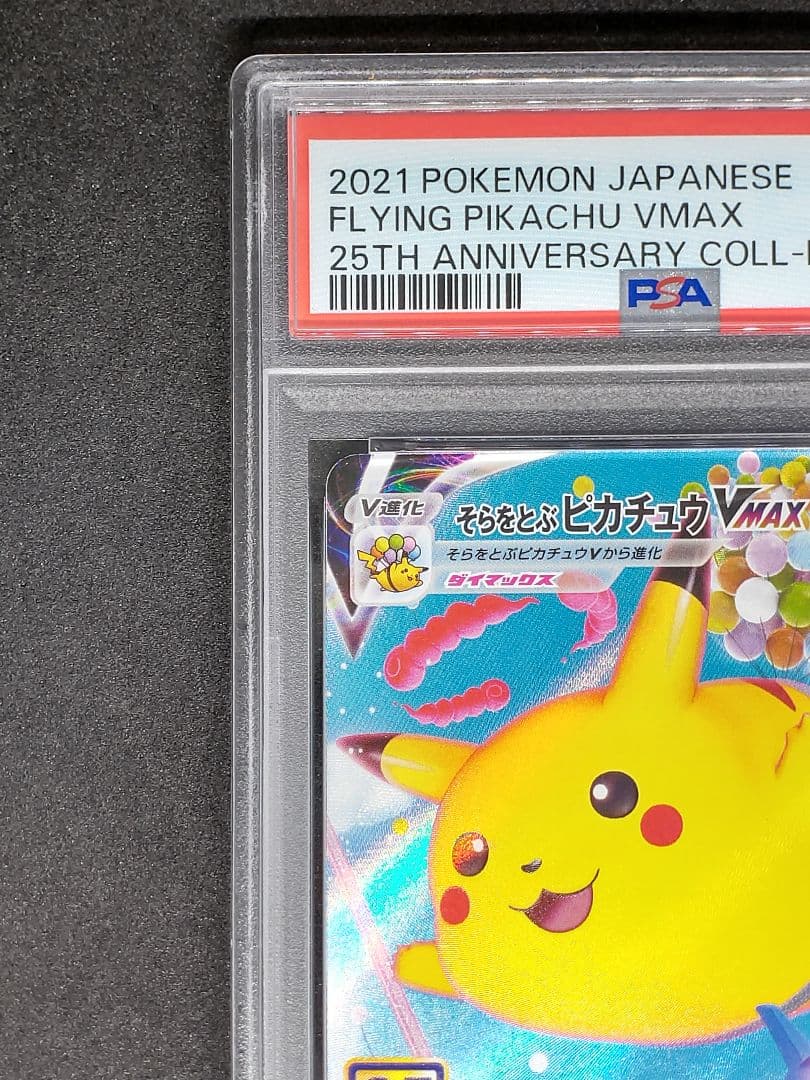 2021 POKEMON JAPANESE
FLYING PIKACHU VMAX
25TH ANNIVERSARY COLL-
PSA
V進化
そらをとぶピカチュウVMAX
そらをとぶピカチュウVから進化
ダイマックス